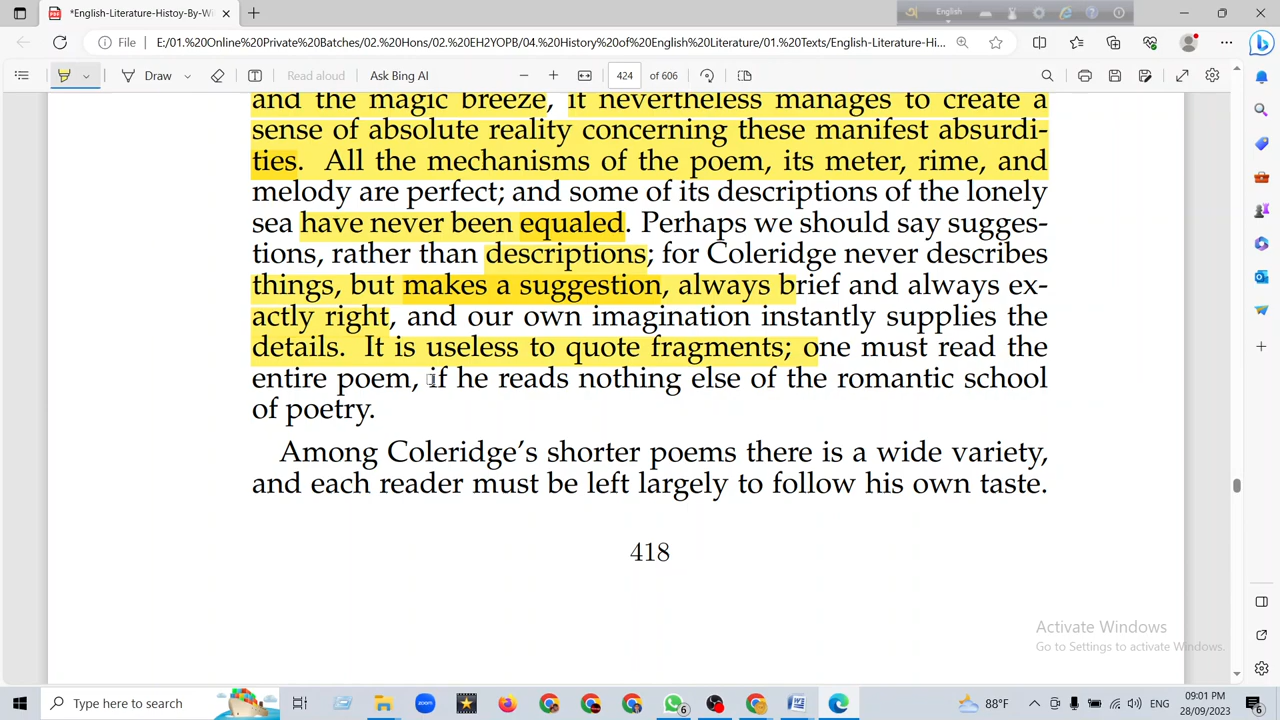 *English-Literature-Histoy-By-Wi
English
File
E:/01.%20Online%20Private%20Batches/02.%20Hons/02.%20EH2YOPB/04.%20History%20of%20English%20Literature/01.%20Texts/English-Literature-Hi...
Draw
Read aloud
Ask Bing AI
424 of 606
and the magic breeze, it nevertheless manages to create a
sense of absolute reality concerning these manifest absurdi-
ties. All the mechanisms of the poem, its meter, rime, and
melody are perfect; and some of its descriptions of the lonely
sea have never been equaled. Perhaps we should say sugges-
tions, rather than descriptions; for Coleridge never describes
things, but makes a suggestion, always brief and always ex-
actly right, and our own imagination instantly supplies the
details. It is useless to quote fragments; one must read the
entire poem, if he reads nothing else of the romantic school
of poetry.
Among Coleridge's shorter poems there is a wide variety,
and each reader must be left largely to follow his own taste.
418
Activate Windows
Go to Settings to activate Windows.
Type here to search
zoom
6
88°F
ENG
09:01 PM
28/09/2023
6